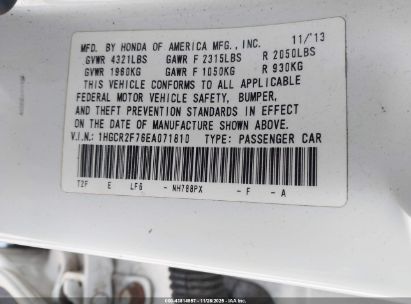 MFD. BY HONDA OF AMERICA MFG., INC. 11/'13
GVWR 4321LBS GAWR F 2315LBS R 2050LBS
GVWR 1960KG GAWR F 1050KG R 930KG
THIS VEHICLE CONFORMS TO ALL APPLICABLE
FEDERAL MOTOR VEHICLE SAFETY, BUMPER,
AND THEFT PREVENTION STANDARDS IN EFFECT
ON THE DATE OF MANUFACTURE SHOWN ABOVE.
V.I.N.: 1HGCR2F76EA071810 TYPE: PASSENGER CAR
T2F E LFG - NH788PX - F - A